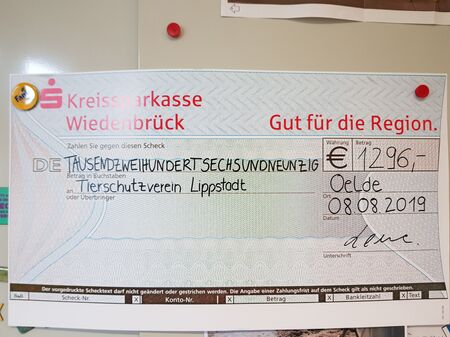 Kreissparkasse
Wiedenbrück
Gut für die Region.
Zahlen Sie gegen diesen Scheck
Währung
Betrag
TAUSENDZWEIHUNDERTSECHSUNDNEUNZIG
€
1296,-
Betrag in Buchstaben
an
Tierschutzverein Lippstadt
oder Überbringer
Oelde
Ort
08.08.2019
Datum
Unterschrift
Der vorgedruckte Schecktext darf nicht geändert oder gestrichen werden. Die Angabe einer Zahlungsfrist auf dem Scheck gilt als nicht geschrieben.
Scheck-Nr.
X
Konto-Nr.
X
Betrag
X
Bankleitzahl
X
Text